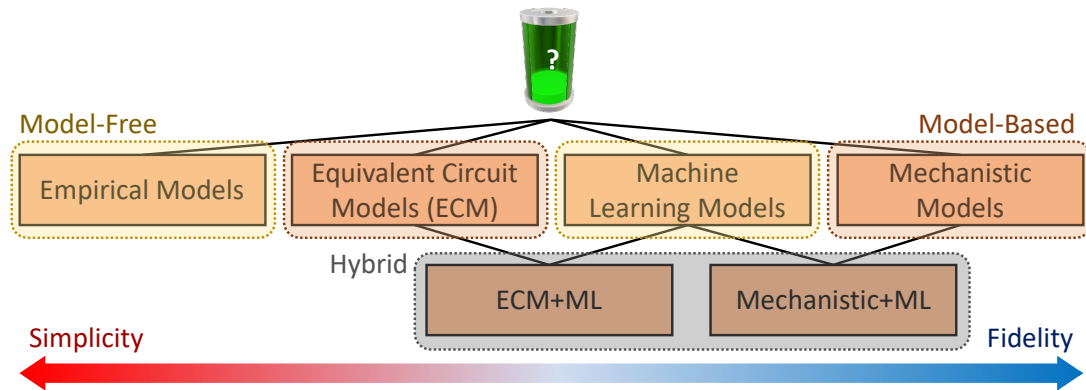 ?
Model-Free
Model-Based
Empirical Models
Equivalent Circuit
Models (ECM)
Machine
Learning Models
Mechanistic
Models
Hybrid
ECM+ML
Mechanistic+ML
Simplicity
Fidelity